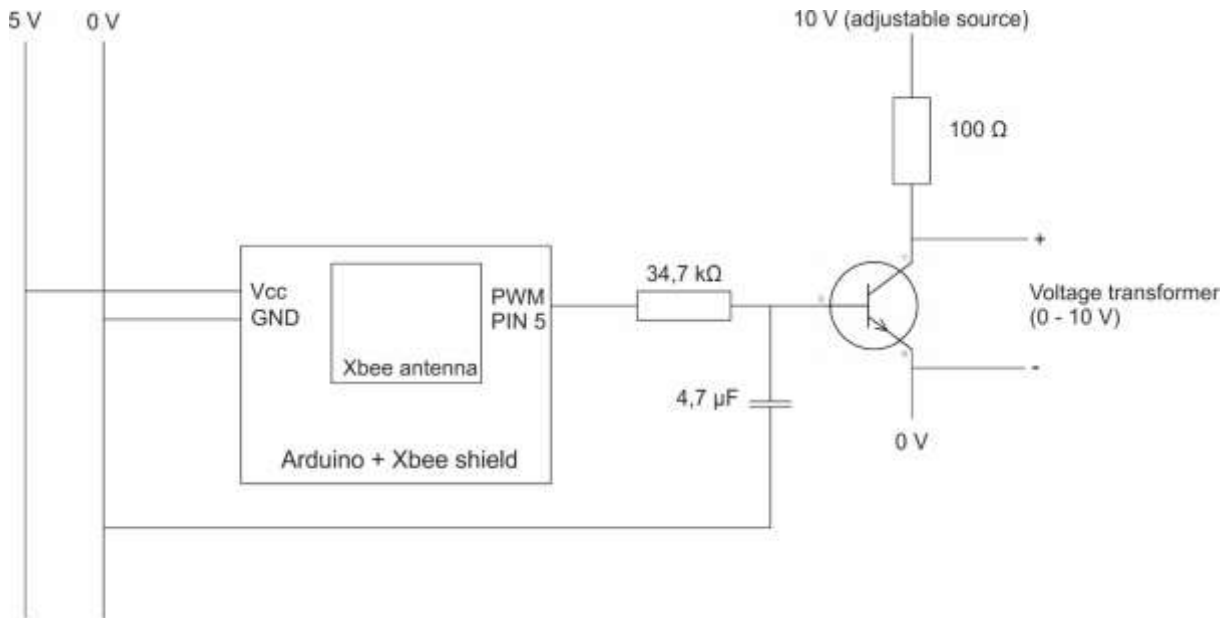 5 V
0 V
10 V (adjustable source)
100 Ω
+
34,7 kΩ
Vcc
PWM
GND
PIN 5
Voltage transformer
(0 - 10 V)
Xbee antenna
-
4,7 µF
0 V
Arduino + Xbee shield